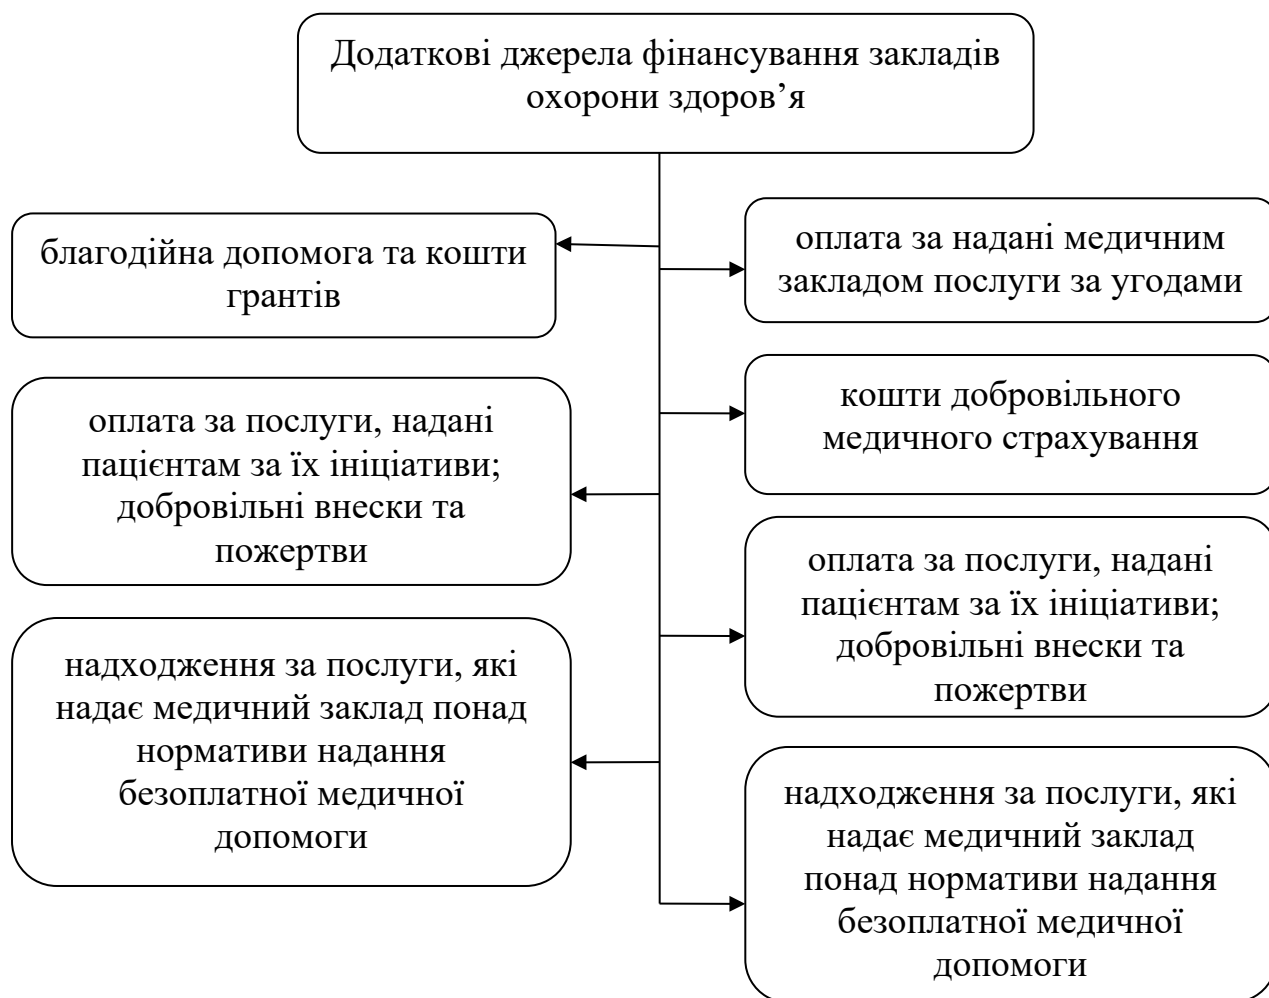 Додаткові джерела фінансування закладів
охорони здоров’я
благодійна допомога та кошти
грантів
оплата за надані медичним
закладом послуги за угодами
оплата за послуги, надані
пацієнтам за їх ініціативи;
добровільні внески та
пожертви
кошти добровільного
медичного страхування
надходження за послуги, які
надає медичний заклад понад
нормативи надання
безоплатної медичної
допомоги
оплата за послуги, надані
пацієнтам за їх ініціативи;
добровільні внески та
пожертви
надходження за послуги, які
надає медичний заклад
понад нормативи надання
безоплатної медичної
допомоги